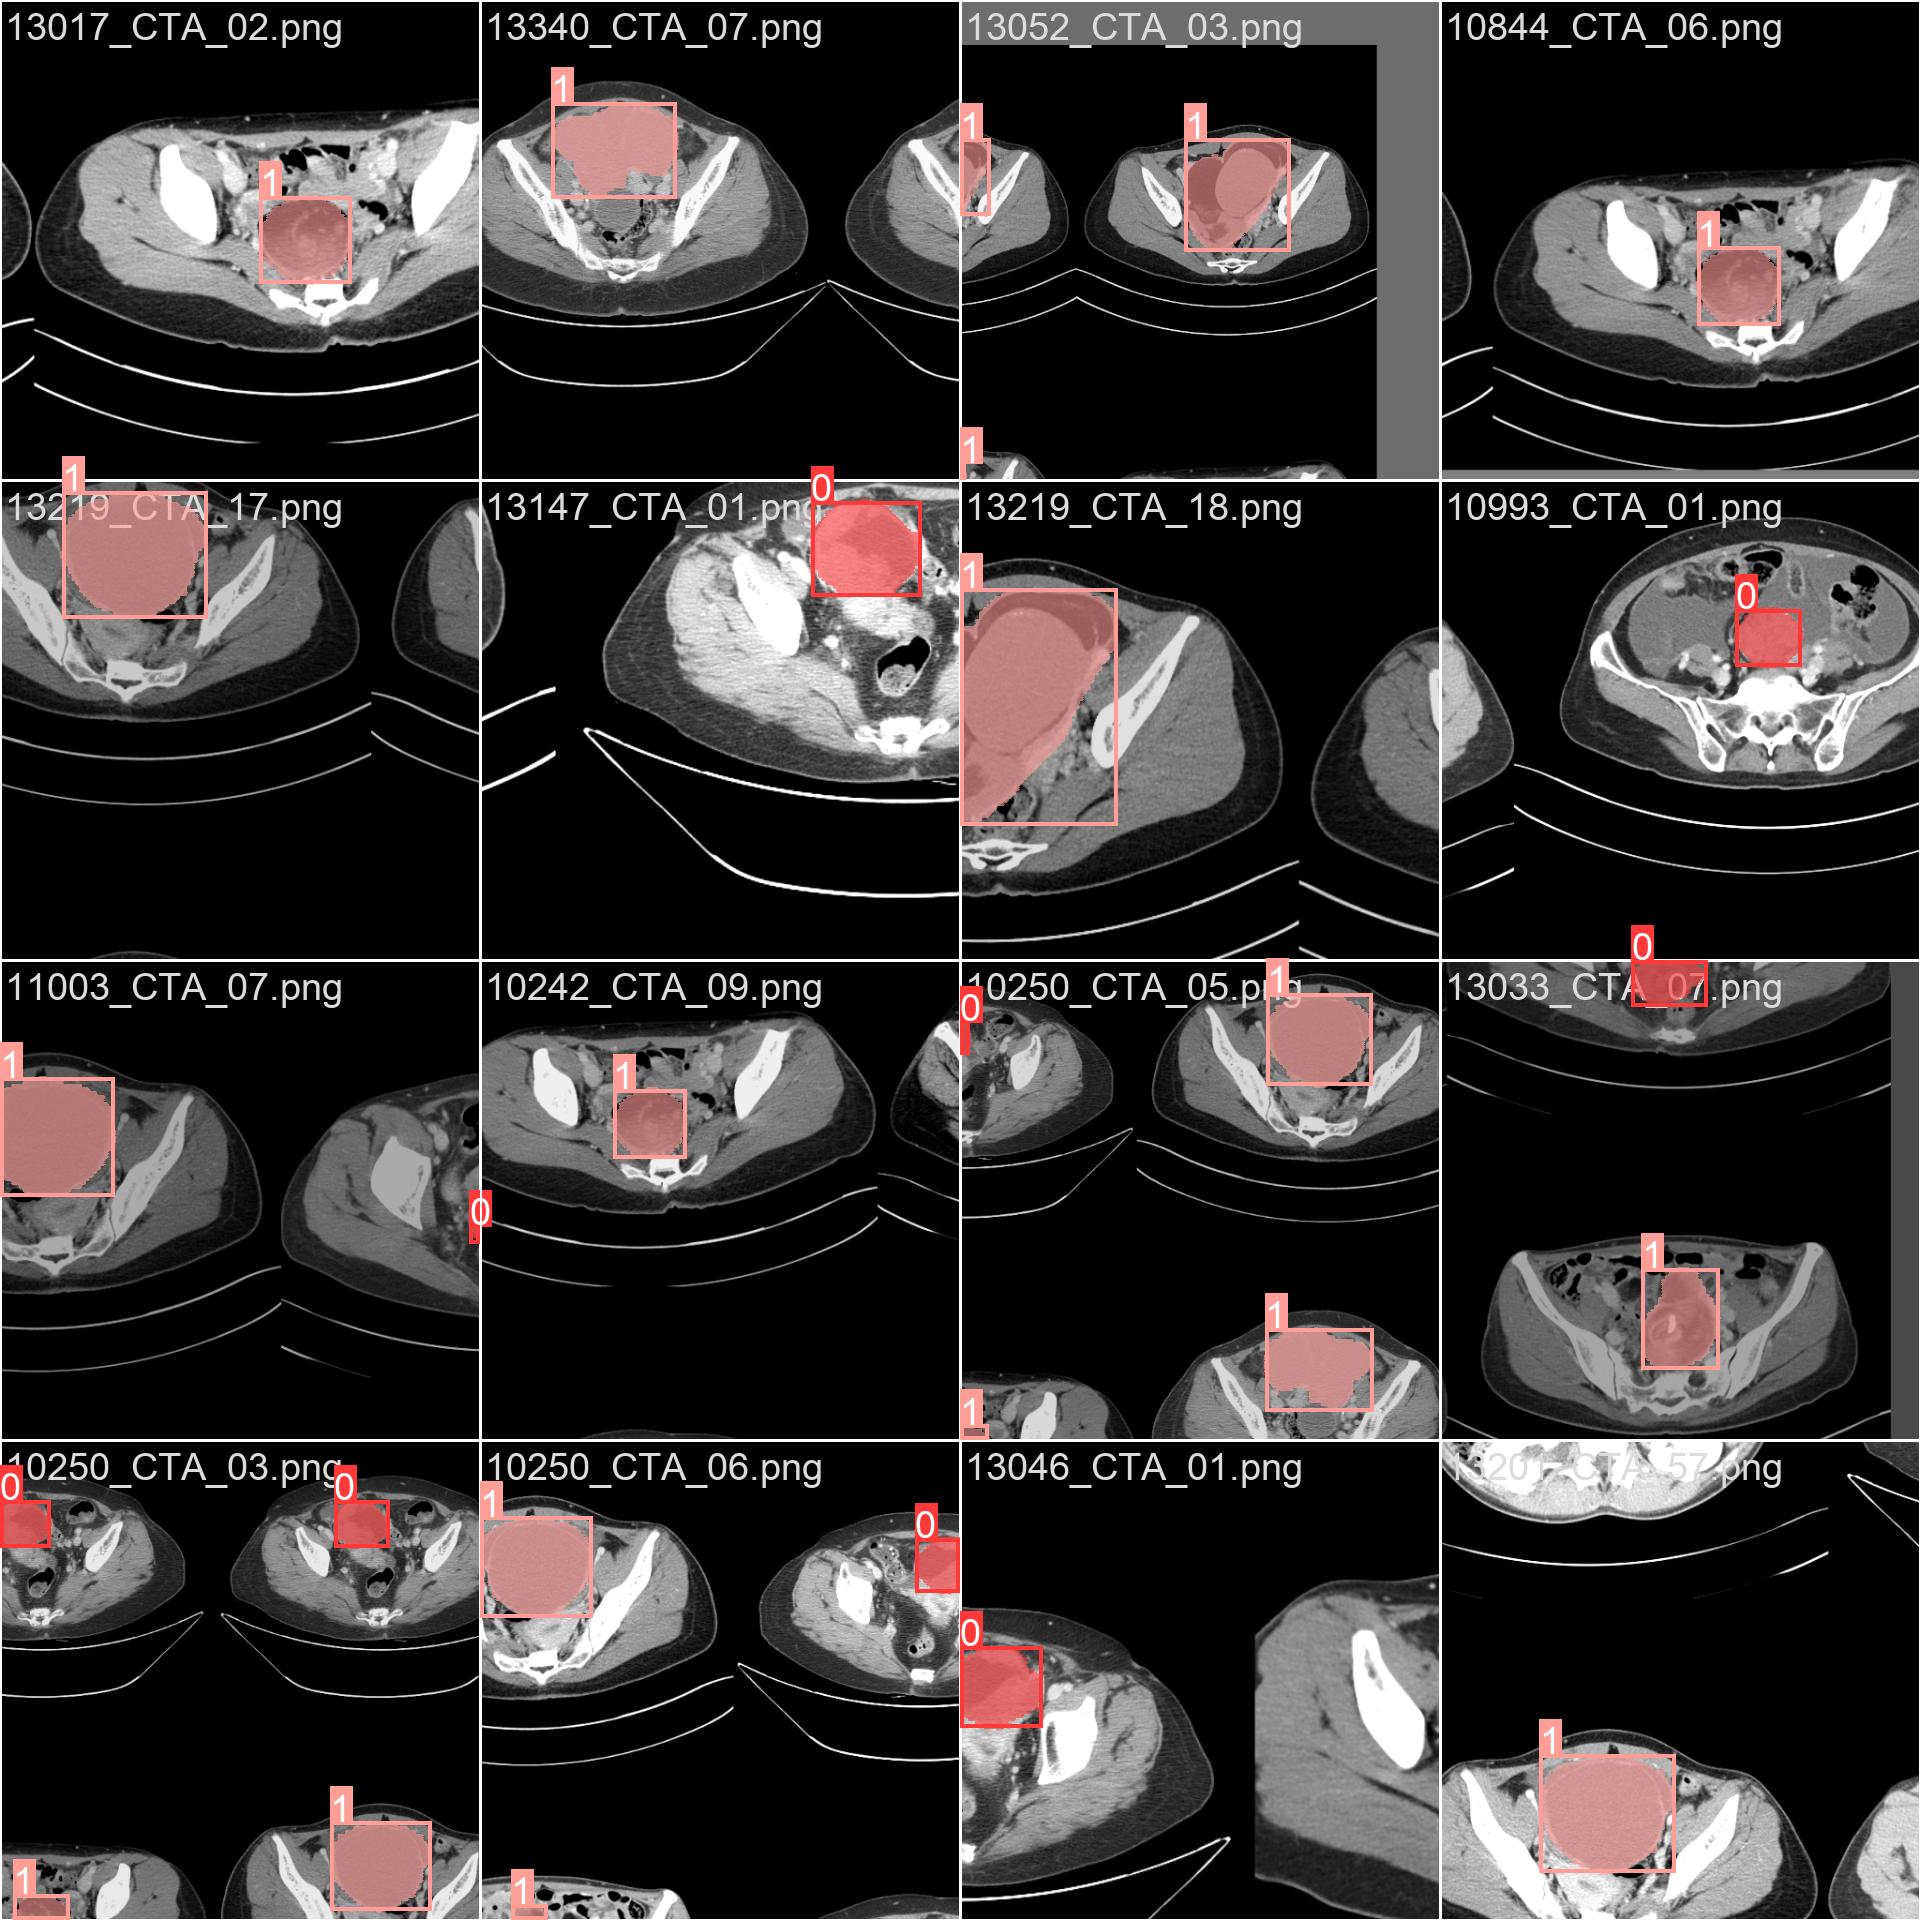 13017_CTA_02.png
13340_CTA_07.png
13052_CTA_03.png
10844_CTA_06.png
1
1
1
1
1
1
13219_CTA_17.png
13147_CTA_01.png
13219_CTA_18.png
10993_CTA_01.png
1
0
1
0
11003_CTA_07.png
10242_CTA_09.png
10250_CTA_05.png
13033_CTA_07.png
1
0
1
0
1
0
1
1
1
10250_CTA_03.png
10250_CTA_06.png
13046_CTA_01.png
13201_CTA_57.png
0
0
1
0
0
1
1
1
1